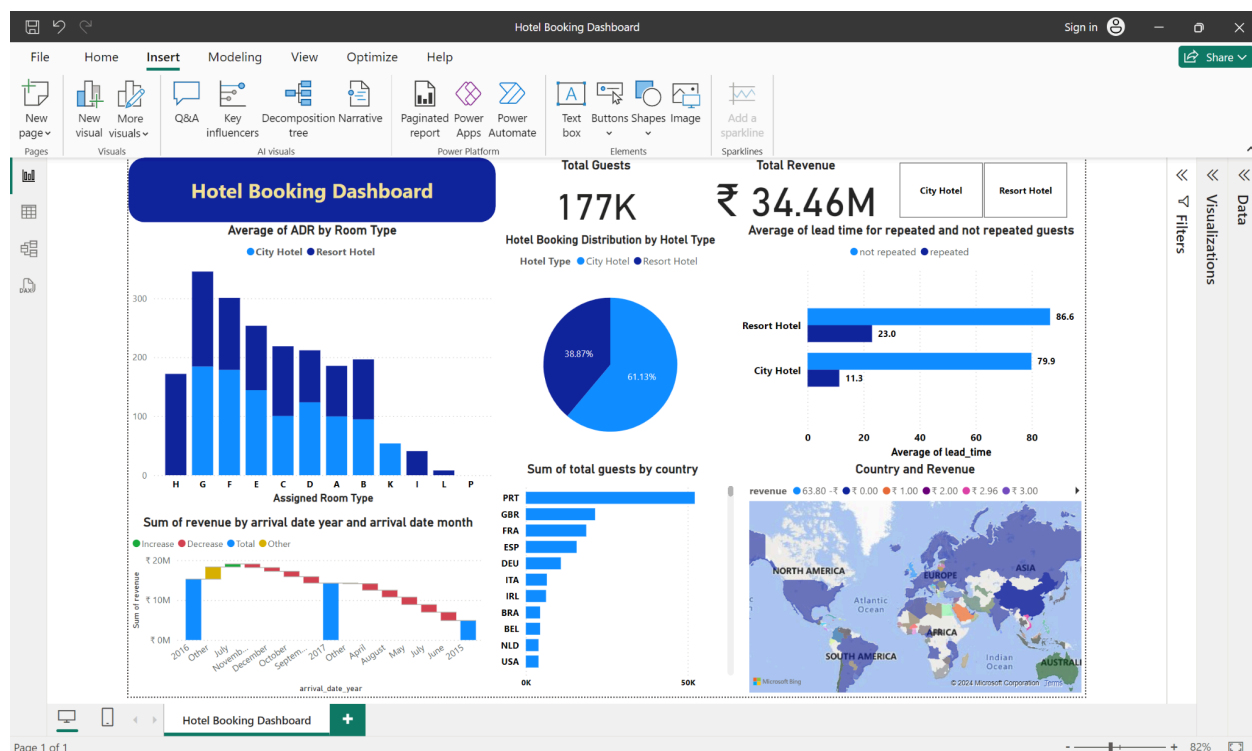 Hotel Booking Dashboard
Sign in
File Home Insert Modeling View Optimize Help
Share
New page
New visual
More visuals
Q&A
Key influencers
Decomposition tree
Narrative
Paginated report
Power Apps
Power Automate
Text box
Buttons
Shapes
Image
Add a sparkline
Pages
Visuals
AI visuals
Power Platform
Elements
Sparklines
DAX
Hotel Booking Dashboard
Total Guests
177K
Total Revenue
₹ 34.46M
City Hotel
Resort Hotel
Average of ADR by Room Type
City Hotel Resort Hotel
300
200
100
0
H G F E C D A B K I L P
Assigned Room Type
Hotel Booking Distribution by Hotel Type
Hotel Type City Hotel Resort Hotel
38.87%
61.13%
Average of lead time for repeated and not repeated guests
not repeated repeated
Resort Hotel
86.6
23.0
City Hotel
79.9
11.3
0 20 40 60 80
Average of lead_time
Sum of revenue by arrival date year and arrival date month
Increase Decrease Total Other
Sum of revenue
₹ 20M
₹ 10M
₹ 0M
2016 Other July Novemb... December October Septem... 2017 Other April August May July June 2015
arrival_date_year
Sum of total guests by country
PRT
GBR
FRA
ESP
DEU
ITA
IRL
BRA
BEL
NLD
USA
0K 50K
Country and Revenue
revenue 63.80 -₹ ₹ 0.00 ₹ 1.00 ₹ 2.00 ₹ 2.96 ₹ 3.00
NORTH AMERICA
EUROPE
ASIA
Atlantic
Ocean
AFRICA
SOUTH AMERICA
Indian
Ocean
AUSTRALI
Microsoft Bing
© 2024 Microsoft Corporation Terms
Filters
Visualizations
Data
Hotel Booking Dashboard
+
Page 1 of 1
- + 82%